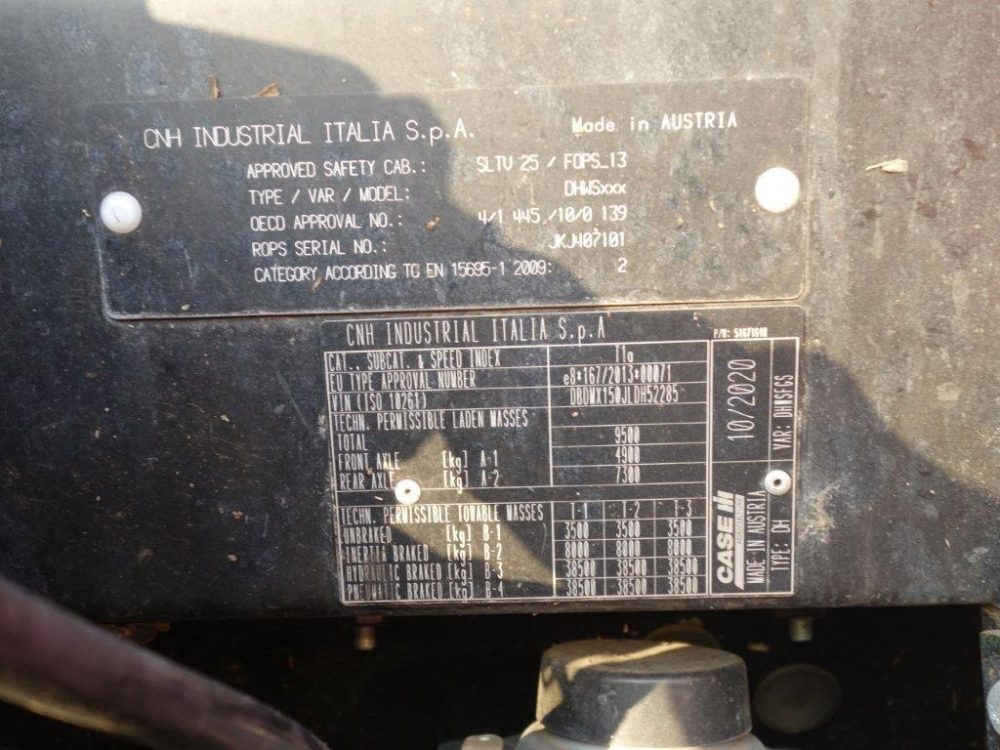 CNH INDUSTRIAL ITALIA S.p.A. Made in AUSTRIA
APPROVED SAFETY CAB.: SLTV 25 / FOPS_13
TYPE / VAR / MODEL: DHWSxxx
OECD APPROVAL NO.: 4/1 445 /10/0 139
ROPS SERIAL NO.: JKJ407101
CATEGORY ACCORDING TO EN 15695-1 2009: 2
CNH INDUSTRIAL ITALIA S.p.A
CAT., SUBCAT. & SPEED INDEX T1a
EU TYPE APPROVAL NUMBER e8*167/2013*00071
VIN (ISO 10261) DBDMX150JLDH52285
TECHN. PERMISSIBLE LADEN MASSES
TOTAL 9500
FRONT AXLE [kg] A-1 4900
REAR AXLE [kg] A-2 7300
TECHN. PERMISSIBLE TOWABLE MASSES T-1 T-2 T-3
UNBRAKED [kg] B-1 3500 3500 3500
INERTIA BRAKED [kg] B-2 8000 8000 8000
HYDRAULIC BRAKED [kg] B-3 38500 38500 38500
PNEUMATIC BRAKED [kg] B-4 38500 38500 38500
P/N:
10/2020
VAR: DHWSFGS
CASE IH
MADE IN AUSTRIA
TYPE: DH